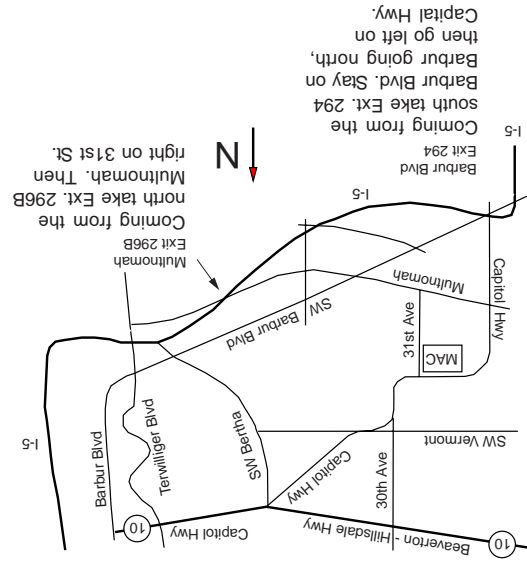 10
Beaverton - Hillsdale Hwy
Capitol Hwy
10
30th Ave
SW Vermont
Capitol Hwy
SW Bertha
Terwilliger Blvd
Barbur Blvd
I-5
MAC
31st Ave
Capitol Hwy
Multnomah
SW
Barbur Blvd
I-5
I-5
Multnomah
Exit 296B
Coming from the
north take Ext. 296B
Multnomah. Then
right on 31st St.
N
Barbur Blvd
Exit 294
Coming from the
south take Ext. 294
Barbur Blvd. Stay on
Barbur going north,
then go left on
Capital Hwy.